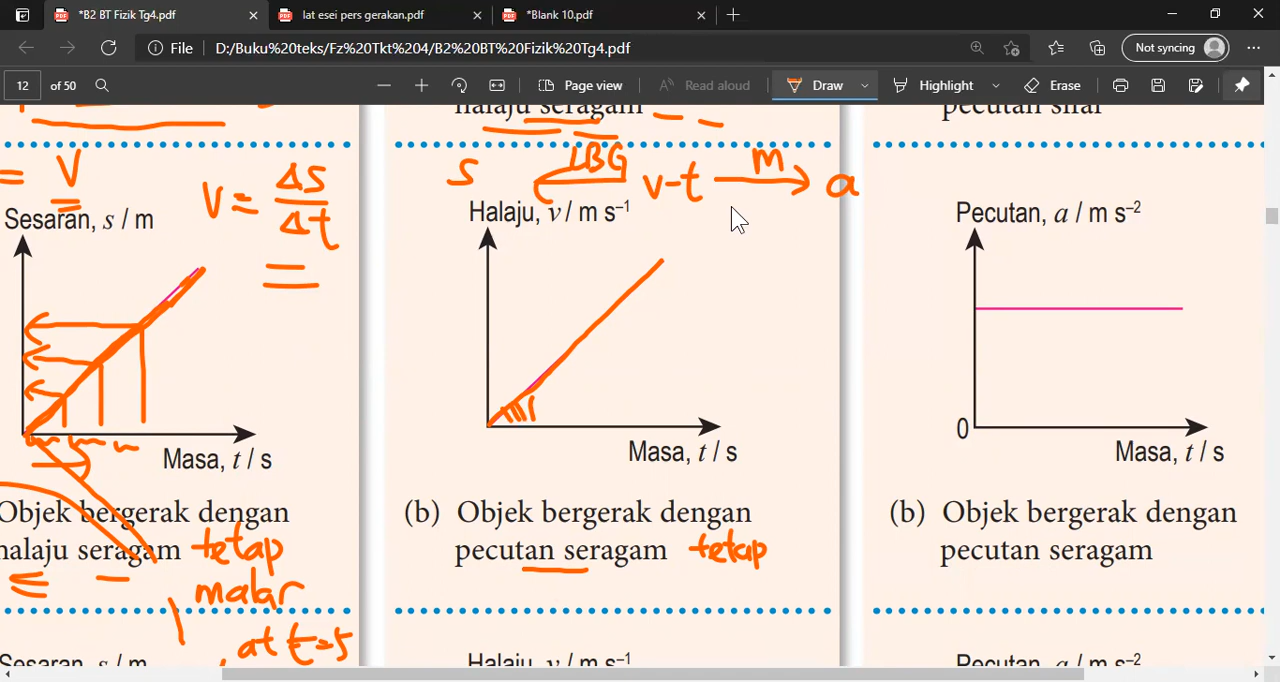 *B2 BT Fizik Tg4.pdf
lat esei pers gerakan.pdf
*Blank 10.pdf
File D:/Buku%20teks/Fz%20Tkt%204/B2%20BT%20Fizik%20Tg4.pdf
Not syncing
12 of 50
Page view
Read aloud
Draw
Highlight
Erase
= V
V = Δs
Δt
=
Sesaran, s / m
Masa, t / s
Objek bergerak dengan
halaju seragam tetap
malar
at t=5
Sesaran, s / m
halaju seragam
S LBG v-t M a
Halaju, v / m s⁻¹
Masa, t / s
(b) Objek bergerak dengan
pecutan seragam tetap
Halaju, v / m s⁻¹
pecutan sifar
Pecutan, a / m s⁻²
0
Masa, t / s
(b) Objek bergerak dengan
pecutan seragam
Pecutan, a / m s⁻²